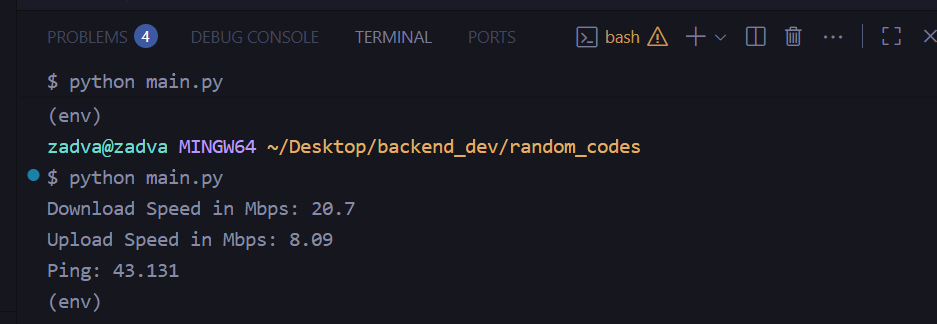 PROBLEMS 4 DEBUG CONSOLE TERMINAL PORTS bash
$ python main.py
(env)
zadva@zadva MINGW64 ~/Desktop/backend_dev/random_codes
$ python main.py
Download Speed in Mbps: 20.7
Upload Speed in Mbps: 8.09
Ping: 43.131
(env)